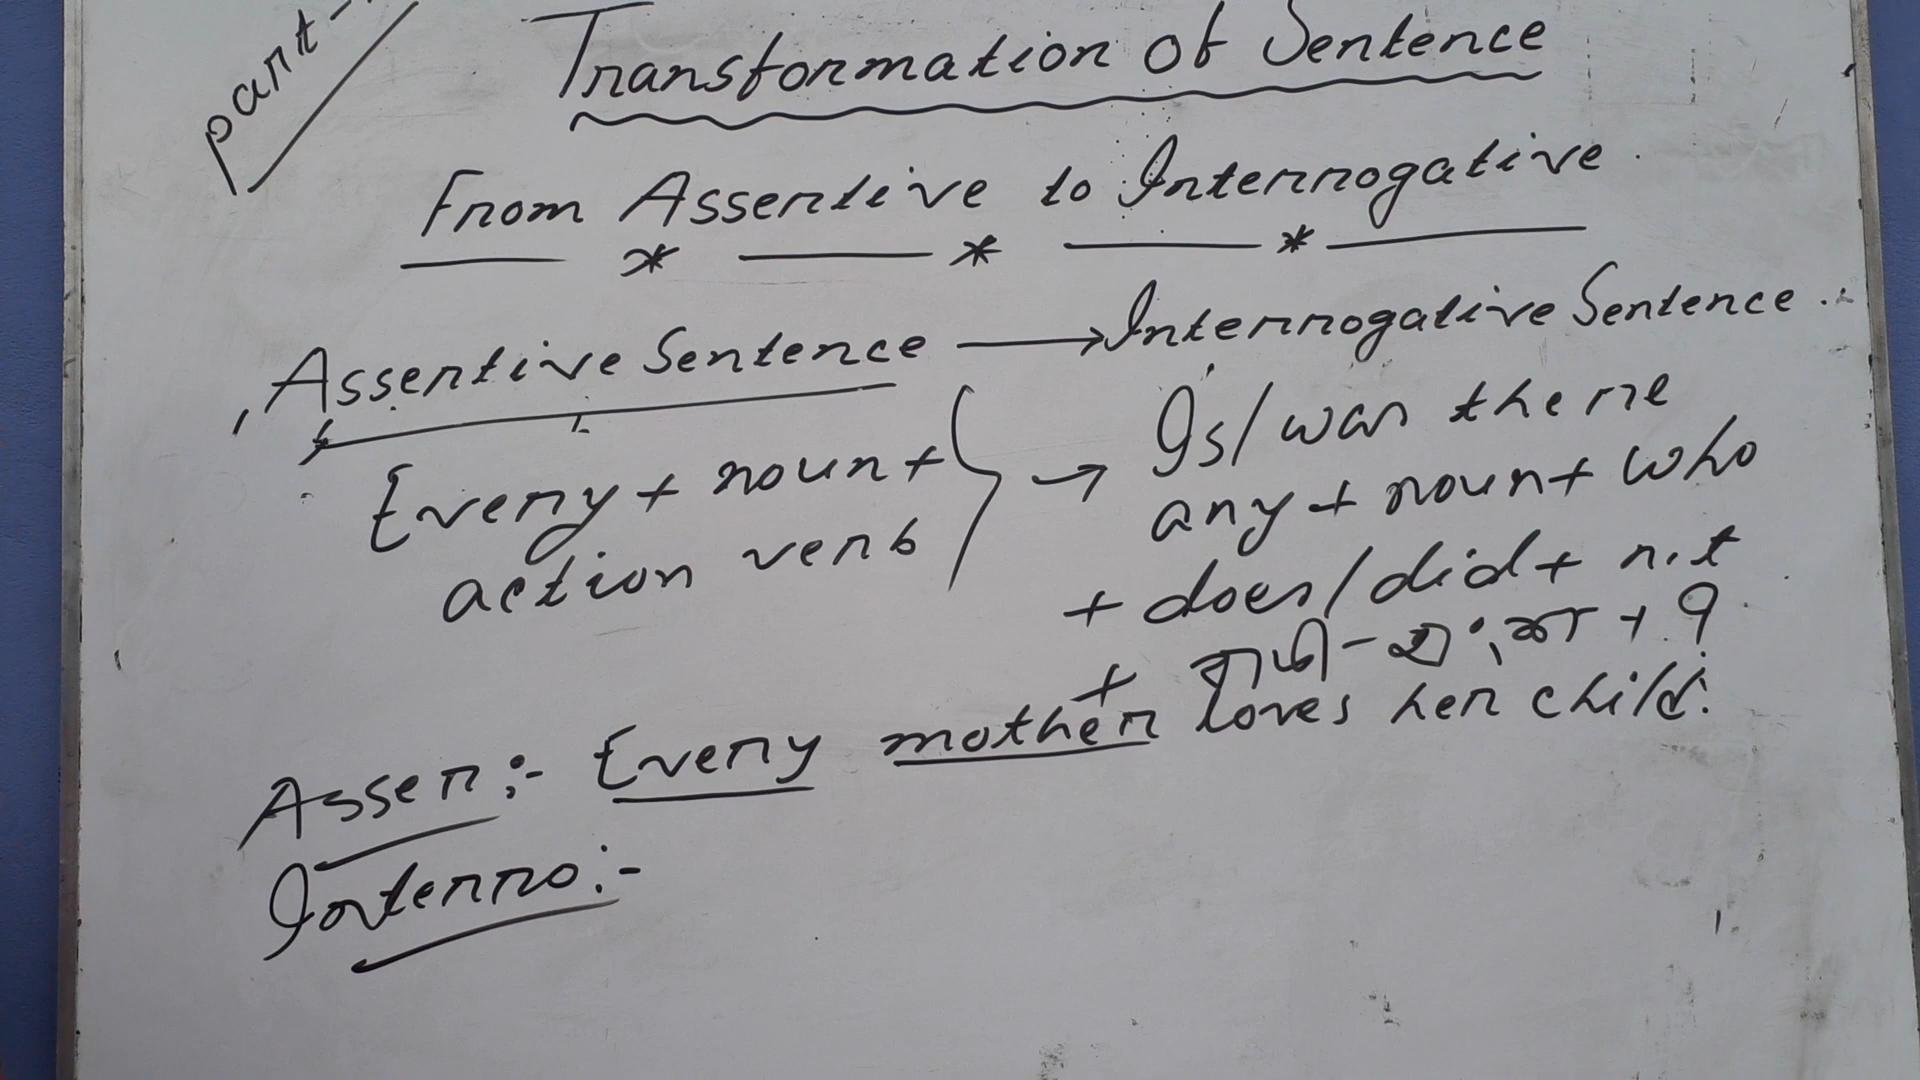 part-
Transformation of Sentence
From Assertive to Interrogative
Assertive Sentence → Interrogative Sentence.
Every + noun +
action verb
→ Is/was there
any + noun + who
+ does/did + not
+ বাকী অংশ + ?
Asser:- Every mother loves her child.
Interro:-